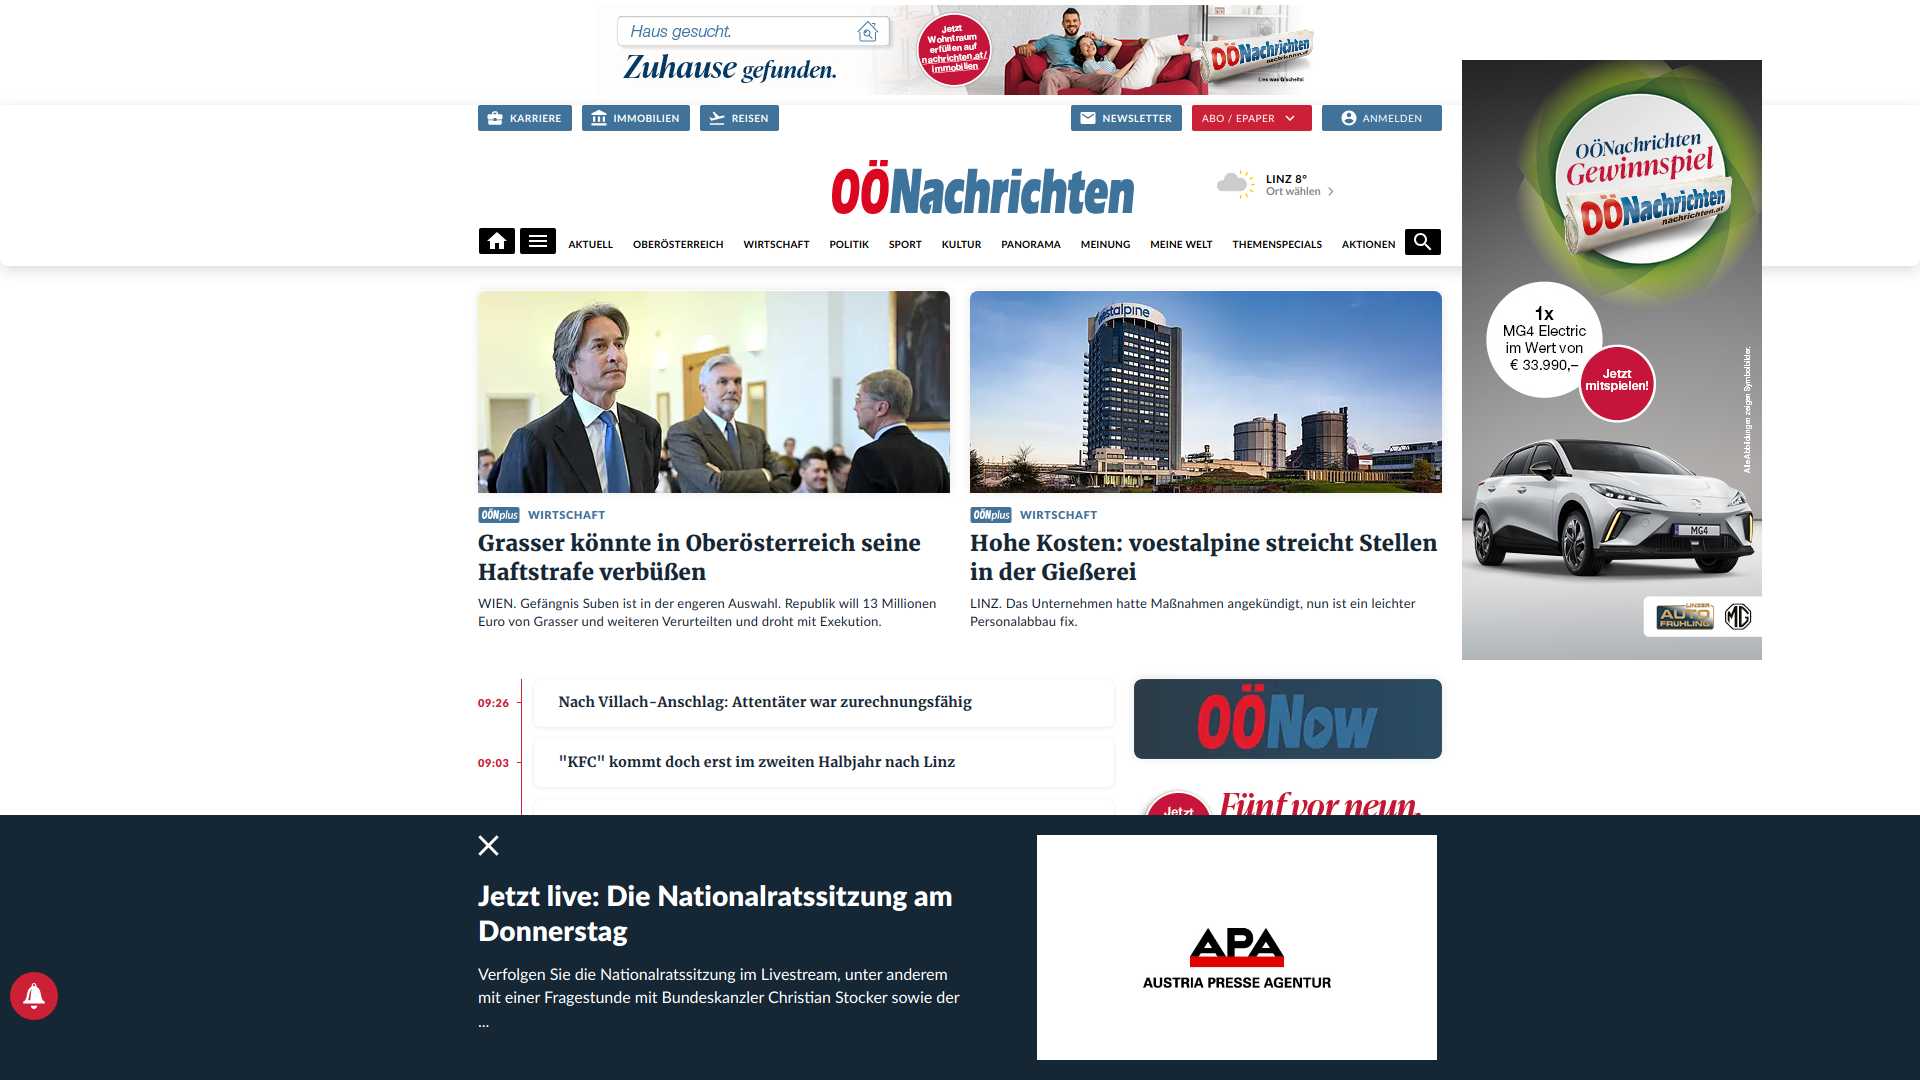 Haus gesucht.
Zuhause gefunden.
Jetzt
Wohntraum
erfüllen auf
nachrichten.at/
immobilien
OÖNachrichten
nachrichten.at
Lies was G'scheits!
KARRIERE
IMMOBILIEN
REISEN
NEWSLETTER
ABO / EPAPER
ANMELDEN
OÖNachrichten
LINZ 8°
Ort wählen
AKTUELL
OBERÖSTERREICH
WIRTSCHAFT
POLITIK
SPORT
KULTUR
PANORAMA
MEINUNG
MEINE WELT
THEMENSPECIALS
AKTIONEN
OÖNachrichten
Gewinnspiel
OÖNachrichten
nachrichten.at
1x
MG4 Electric
im Wert von
€ 33.990,–
Jetzt
mitspielen!
Alle Abbildungen zeigen Symbolbilder.
MG4
LINZER
AUTO
FRÜHLING
MG
voestalpine
OÖNplus WIRTSCHAFT
Grasser könnte in Oberösterreich seine
Haftstrafe verbüßen
WIEN. Gefängnis Suben ist in der engeren Auswahl. Republik will 13 Millionen
Euro von Grasser und weiteren Verurteilten und droht mit Exekution.
OÖNplus WIRTSCHAFT
Hohe Kosten: voestalpine streicht Stellen
in der Gießerei
LINZ. Das Unternehmen hatte Maßnahmen angekündigt, nun ist ein leichter
Personalabbau fix.
09:26 Nach Villach-Anschlag: Attentäter war zurechnungsfähig
09:03 "KFC" kommt doch erst im zweiten Halbjahr nach Linz
OÖNow
Jetzt
Fünf vor neun.
Jetzt live: Die Nationalratssitzung am
Donnerstag
Verfolgen Sie die Nationalratssitzung im Livestream, unter anderem
mit einer Fragestunde mit Bundeskanzler Christian Stocker sowie der
...
APA
AUSTRIA PRESSE AGENTUR